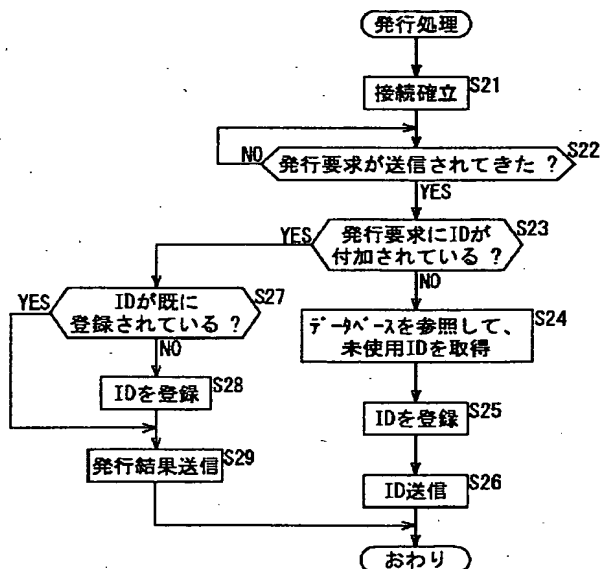 発行処理
接続確立
S21
発行要求が送信されてきた ?
S22
NO
YES
発行要求にIDが
付加されている ?
S23
YES
NO
IDが既に
登録されている ?
S27
YES
NO
データベースを参照して、
未使用IDを取得
S24
IDを登録
S28
IDを登録
S25
発行結果送信
S29
ID送信
S26
おわり